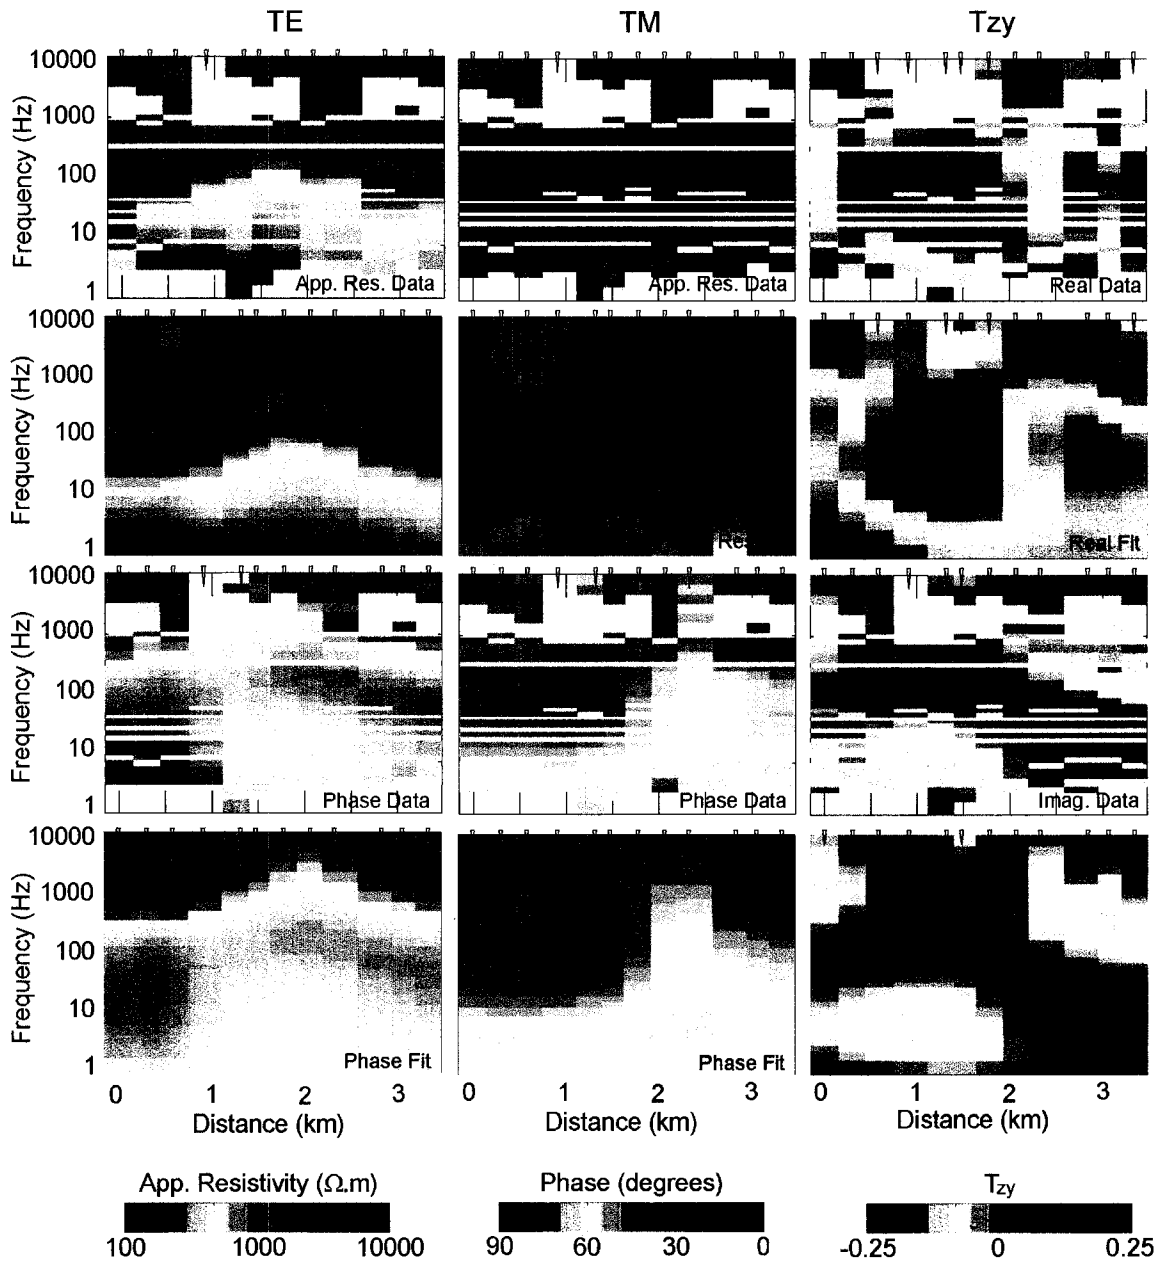 TE TM Tzy
10000
1000
100
10
1
Frequency (Hz)
App. Res. Data App. Res. Data Real Data
10000
1000
100
10
1
Frequency (Hz)
Re Real Fit
10000
1000
100
10
1
Frequency (Hz)
Phase Data Phase Data Imag. Data
10000
1000
100
10
1
Frequency (Hz)
Phase Fit Phase Fit
0 1 2 3 0 1 2 3 0 1 2 3
Distance (km) Distance (km) Distance (km)
App. Resistivity (Ω.m) Phase (degrees) Tzy
100 1000 10000 90 60 30 0 -0.25 0 0.25